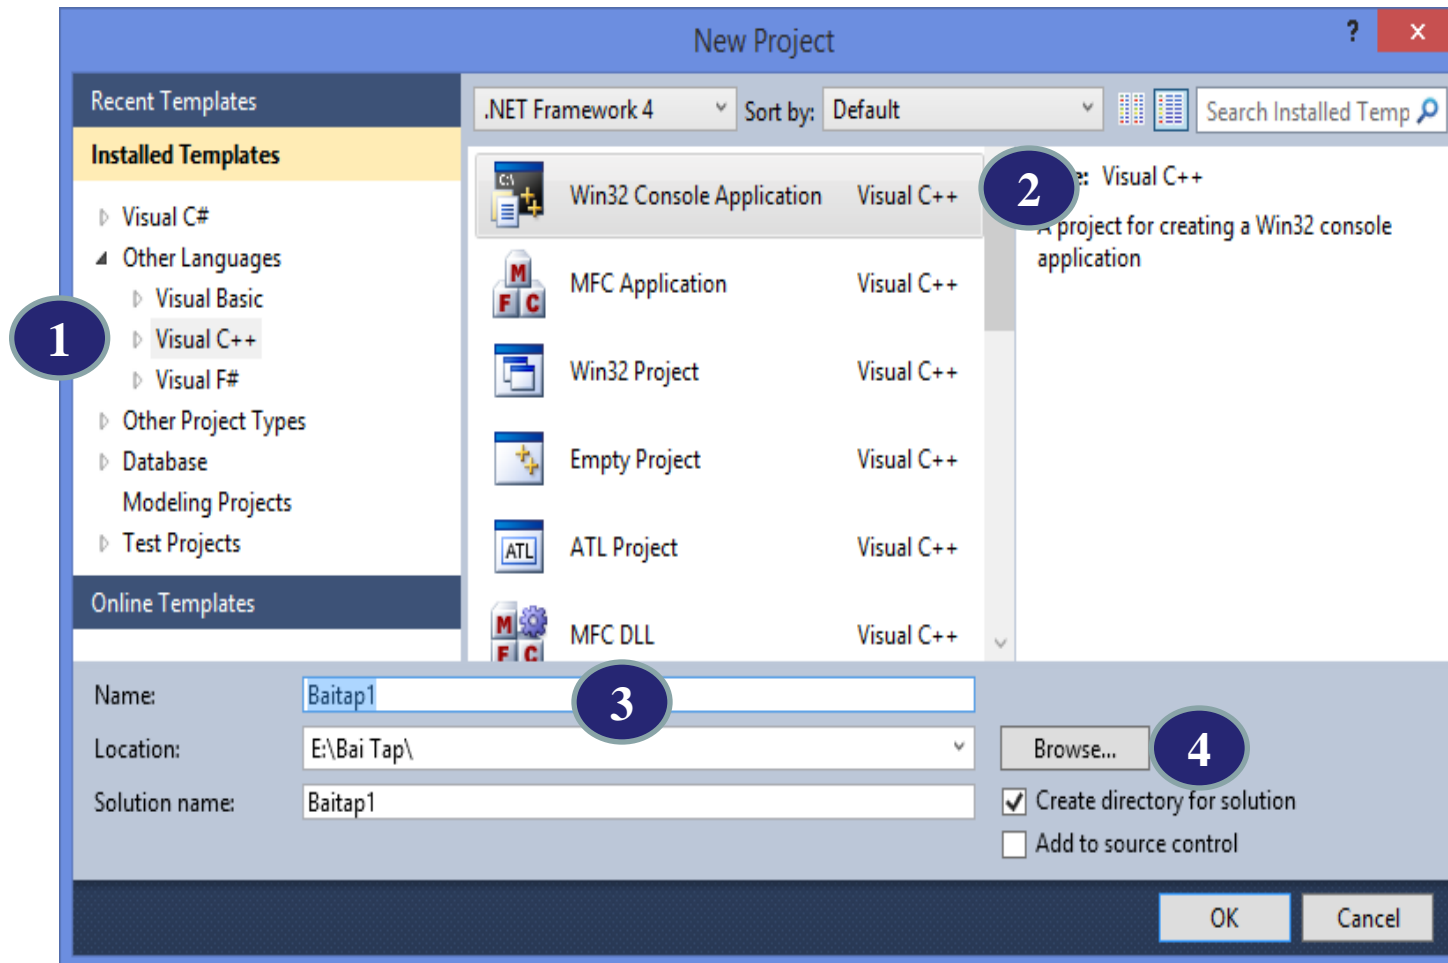 New Project
?
x
Recent Templates
Installed Templates
Visual C#
Other Languages
Visual Basic
1
Visual C++
Visual F#
Other Project Types
Database
Modeling Projects
Test Projects
Online Templates
.NET Framework 4
Sort by:
Default
Search Installed Temp
C:\
Win32 Console Application
Visual C++
2
M
F C
MFC Application
Visual C++
Win32 Project
Visual C++
Empty Project
Visual C++
ATL
ATL Project
Visual C++
M
F C
MFC DLL
Visual C++
e: Visual C++
A project for creating a Win32 console
application
Name:
Baitap1
3
Location:
E:\Bai Tap\
Browse...
4
Solution name:
Baitap1
Create directory for solution
Add to source control
OK
Cancel